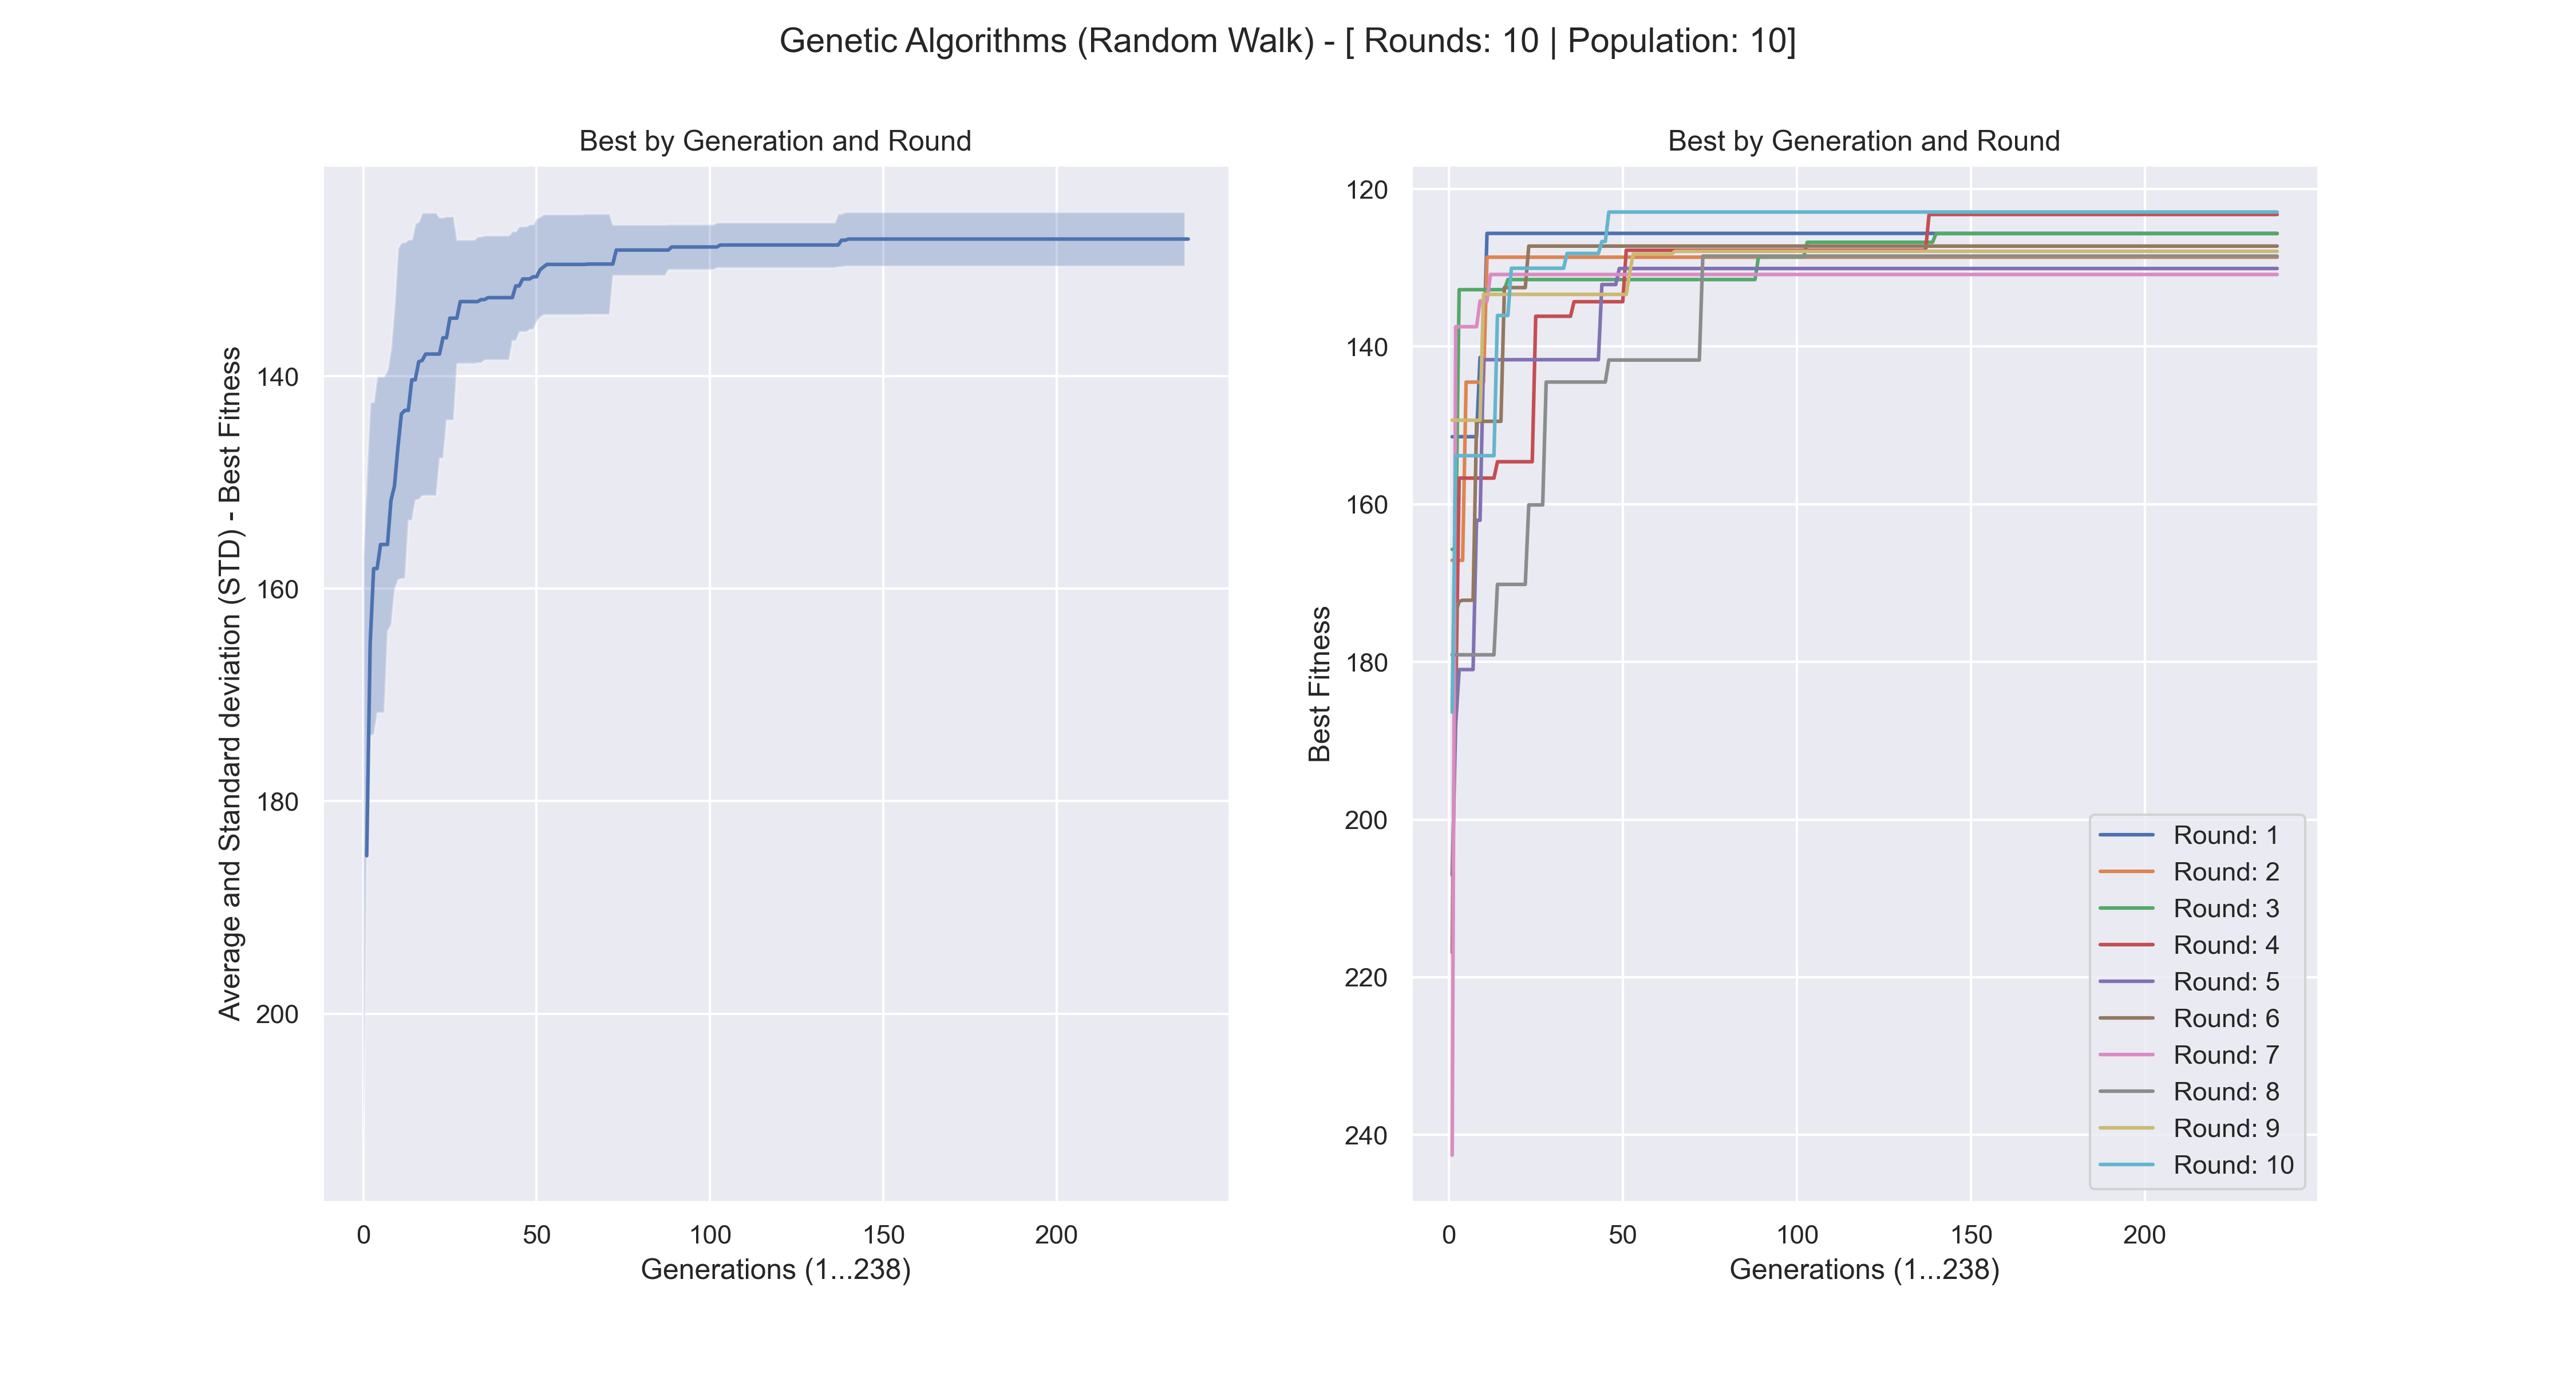 Genetic Algorithms (Random Walk) - [ Rounds: 10 | Population: 10]
Best by Generation and Round
Average and Standard deviation (STD) - Best Fitness
140
160
180
200
0 50 100 150 200
Generations (1...238)
Best by Generation and Round
Best Fitness
120
140
160
180
200
220
240
Round: 1
Round: 2
Round: 3
Round: 4
Round: 5
Round: 6
Round: 7
Round: 8
Round: 9
Round: 10
0 50 100 150 200
Generations (1...238)